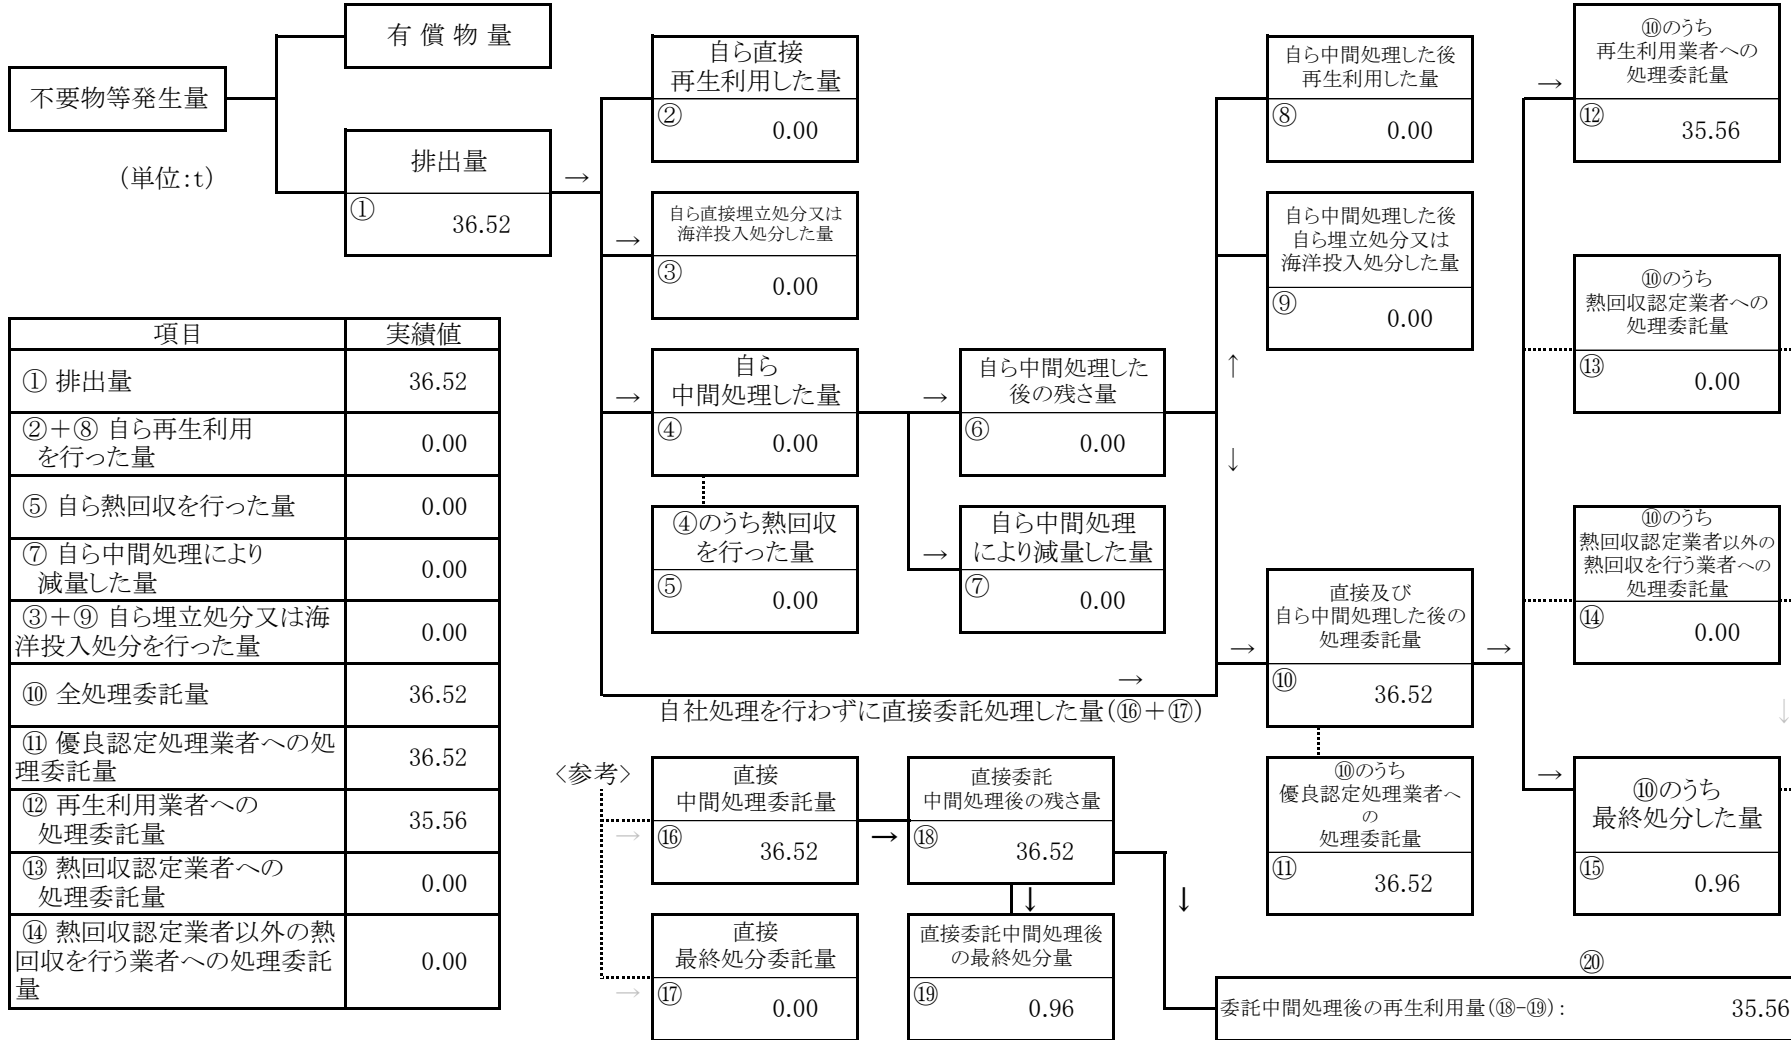 有 償 物 量
不要物等発生量
(単位:t)
排出量
→
①
36.52
自ら直接
再生利用した量
②
0.00
→
自ら直接埋立処分又は
海洋投入処分した量
③
0.00
→
自ら
中間処理した量
④
0.00
④のうち熱回収
を行った量
⑤
0.00
→
自ら中間処理した
後の残さ量
⑥
0.00
→
自ら中間処理
により減量した量
⑦
0.00
自ら中間処理した後
再生利用した量
⑧
0.00
自ら中間処理した後
自ら埋立処分又は
海洋投入処分した量
⑨
0.00
↑
↓
→
直接及び
自ら中間処理した後の
処理委託量
⑩
36.52
→
⑩のうち
優良認定処理業者へ
の
処理委託量
⑪
36.52
→
⑩のうち
再生利用業者への
処理委託量
⑫
35.56
⑩のうち
熱回収認定業者への
処理委託量
⑬
0.00
⑩のうち
熱回収認定業者以外の
熱回収を行う業者への
処理委託量
⑭
0.00
↓
→
⑩のうち
最終処分した量
⑮
0.96
→
自社処理を行わずに直接委託処理した量(⑯+⑰)
項目 実績値
① 排出量 36.52
②+⑧ 自ら再生利用
を行った量 0.00
⑤ 自ら熱回収を行った量 0.00
⑦ 自ら中間処理により
減量した量 0.00
③+⑨ 自ら埋立処分又は海
洋投入処分を行った量 0.00
⑩ 全処理委託量 36.52
⑪ 優良認定処理業者への処
理委託量 36.52
⑫ 再生利用業者への
処理委託量 35.56
⑬ 熱回収認定業者への
処理委託量 0.00
⑭ 熱回収認定業者以外の熱
回収を行う業者への処理委託
量 0.00
<参考>
→
直接
中間処理委託量
⑯
36.52
→
直接委託
中間処理後の残さ量
⑱
36.52
↓
↓
→
直接
最終処分委託量
⑰
0.00
直接委託中間処理後
の最終処分量
⑲
0.96
⑳
委託中間処理後の再生利用量(⑱-⑲): 35.56